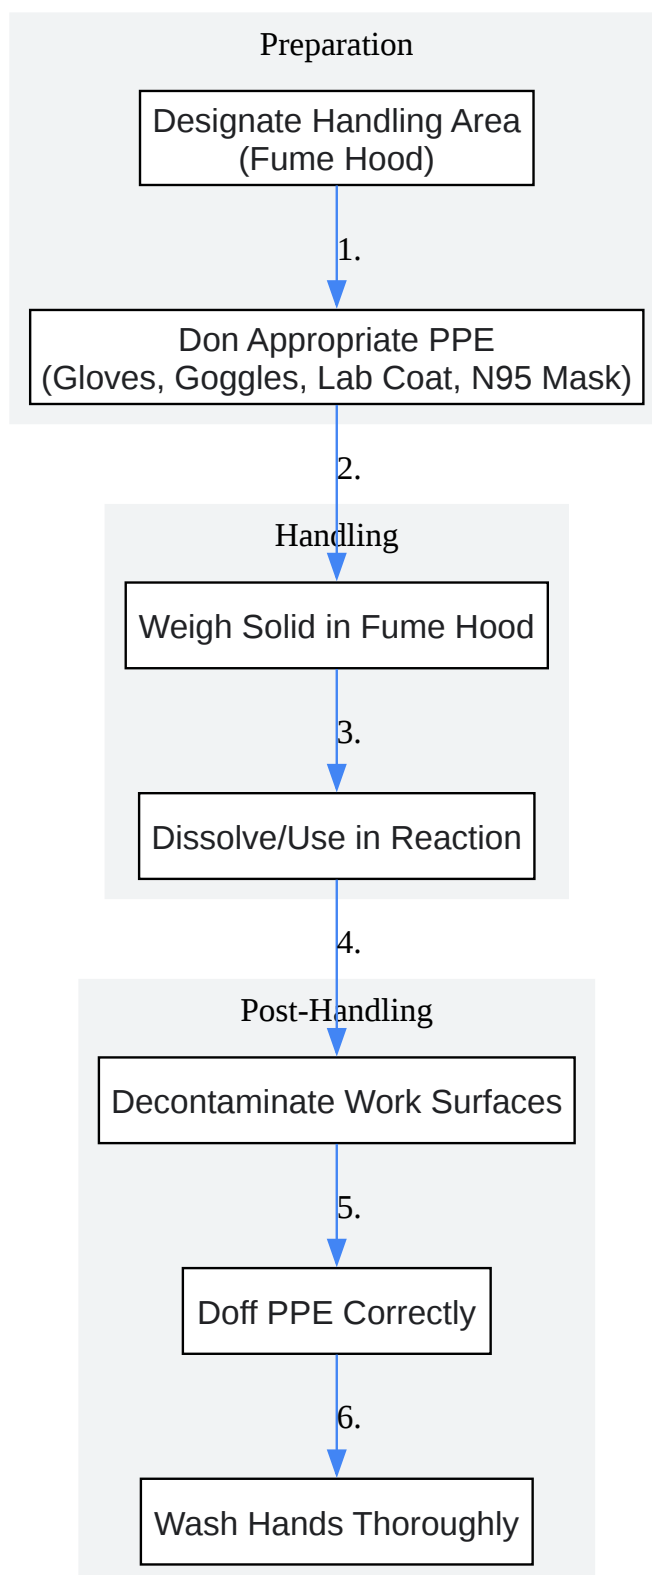 Preparation
Designate Handling Area
(Fume Hood)
1.
Don Appropriate PPE
(Gloves, Goggles, Lab Coat, N95 Mask)
2.
Handling
Weigh Solid in Fume Hood
3.
Dissolve/Use in Reaction
4.
Post-Handling
Decontaminate Work Surfaces
5.
Doff PPE Correctly
6.
Wash Hands Thoroughly